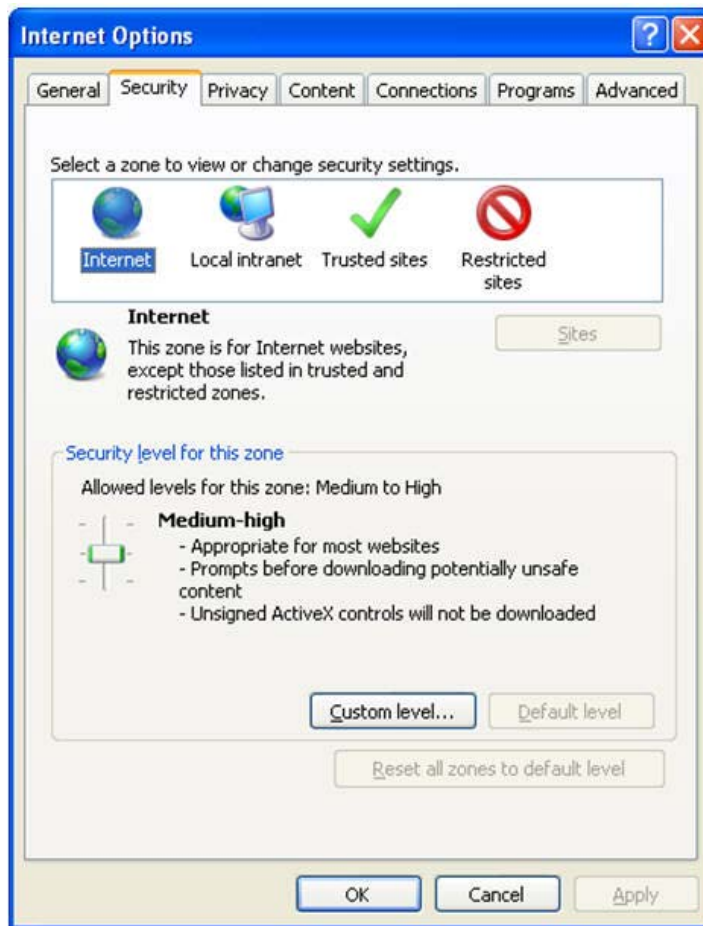 Internet Options
General Security Privacy Content Connections Programs Advanced
Select a zone to view or change security settings.
Internet Local intranet Trusted sites Restricted
sites
Internet
Sites
This zone is for Internet websites,
except those listed in trusted and
restricted zones.
Security level for this zone
Allowed levels for this zone: Medium to High
Medium-high
- Appropriate for most websites
- Prompts before downloading potentially unsafe
content
- Unsigned ActiveX controls will not be downloaded
Custom level... Default level
Reset all zones to default level
OK Cancel Apply